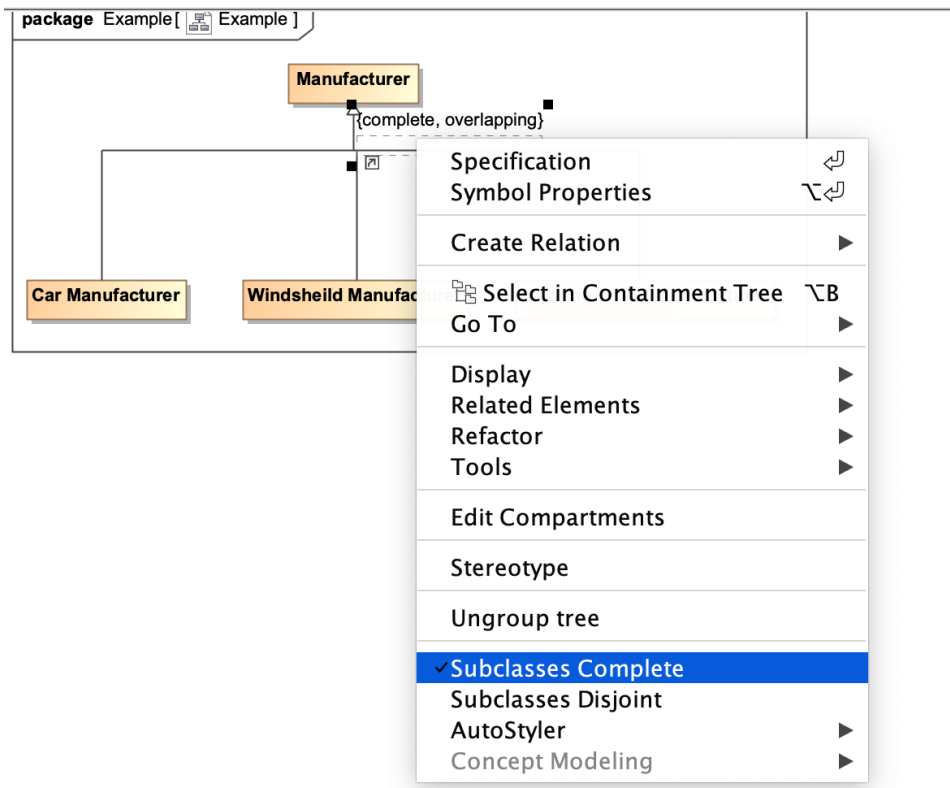 package Example[ Example ]
Manufacturer
{complete, overlapping}
Car Manufacturer
Windsheild Manufacturer
Specification
Symbol Properties ⌥
Create Relation
Select in Containment Tree ⌥B
Go To
Display
Related Elements
Refactor
Tools
Edit Compartments
Stereotype
Ungroup tree
✓Subclasses Complete
Subclasses Disjoint
AutoStyler
Concept Modeling